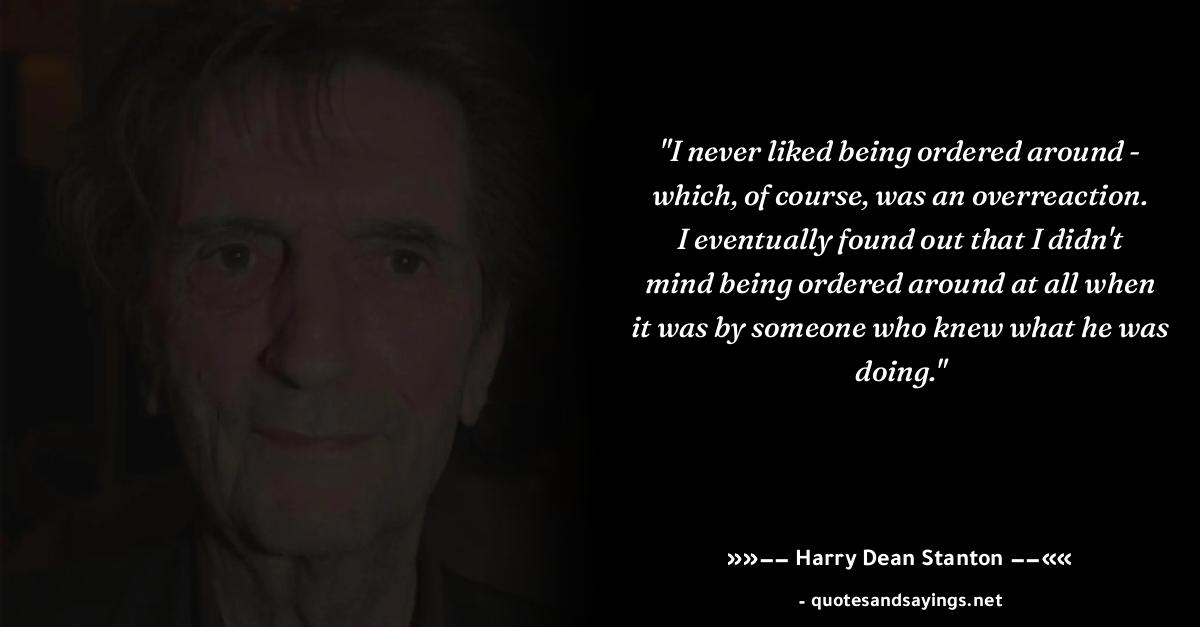 "I never liked being ordered around -
which, of course, was an overreaction.
I eventually found out that I didn't
mind being ordered around at all when
it was by someone who knew what he was
doing."
»»−− Harry Dean Stanton −−««
- quotesandsayings.net